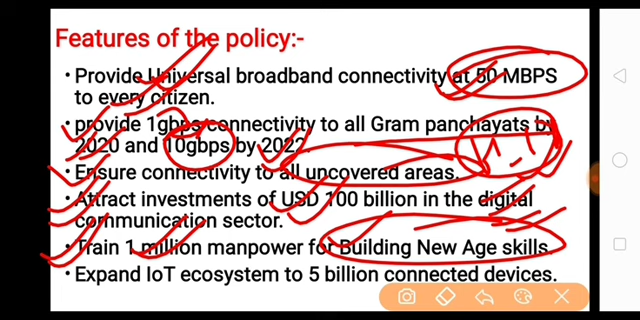 Features of the policy:-
• Provide Universal broadband connectivity at 50 MBPS
to every citizen.
• provide 1gbps connectivity to all Gram panchayats by
2020 and 10gbps by 2022.
• Ensure connectivity to all uncovered areas.
• Attract investments of USD 100 billion in the digital
communication sector.
• Train 1 million manpower for Building New Age skills.
• Expand IoT ecosystem to 5 billion connected devices.